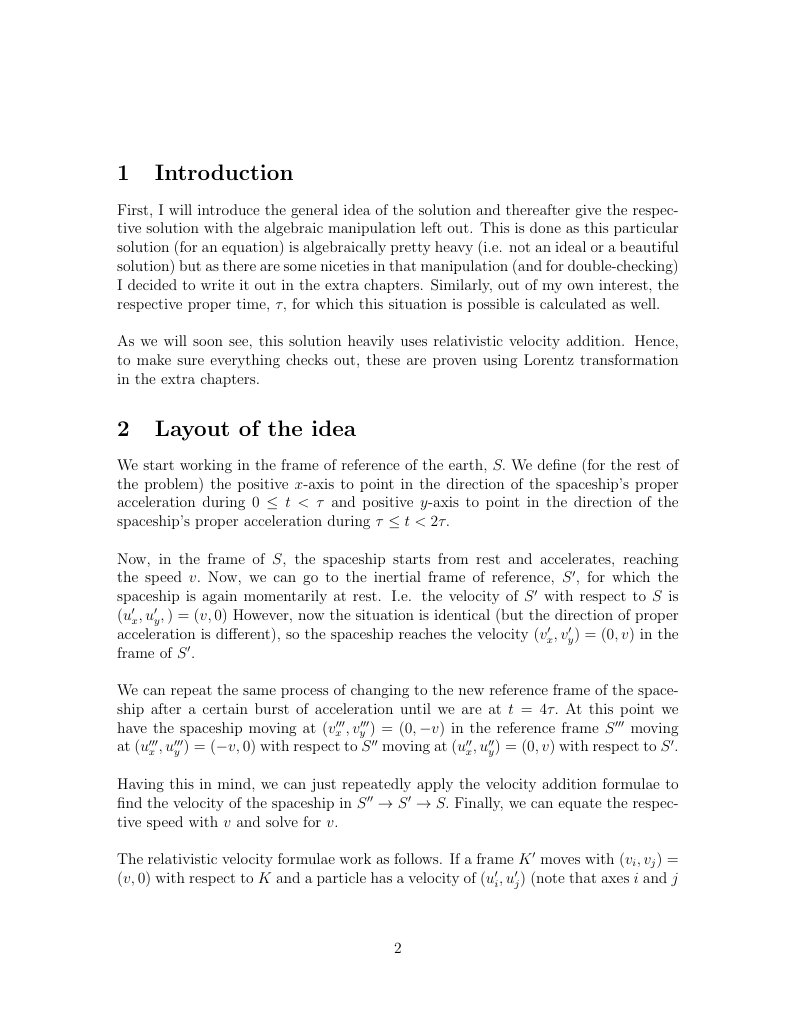 1 Introduction
First, I will introduce the general idea of the solution and thereafter give the respec-
tive solution with the algebraic manipulation left out. This is done as this particular
solution (for an equation) is algebraically pretty heavy (i.e. not an ideal or a beautiful
solution) but as there are some niceties in that manipulation (and for double-checking)
I decided to write it out in the extra chapters. Similarly, out of my own interest, the
respective proper time, τ, for which this situation is possible is calculated as well.
As we will soon see, this solution heavily uses relativistic velocity addition. Hence,
to make sure everything checks out, these are proven using Lorentz transformation
in the extra chapters.
2 Layout of the idea
We start working in the frame of reference of the earth, S. We define (for the rest of
the problem) the positive x-axis to point in the direction of the spaceship's proper
acceleration during 0 ≤ t < τ and positive y-axis to point in the direction of the
spaceship's proper acceleration during τ ≤ t < 2τ.
Now, in the frame of S, the spaceship starts from rest and accelerates, reaching
the speed v. Now, we can go to the inertial frame of reference, S′, for which the
spaceship is again momentarily at rest. I.e. the velocity of S′ with respect to S is
(u′ₓ, u′_y, ) = (v, 0) However, now the situation is identical (but the direction of proper
acceleration is different), so the spaceship reaches the velocity (v′ₓ, v′_y) = (0, v) in the
frame of S′.
We can repeat the same process of changing to the new reference frame of the space-
ship after a certain burst of acceleration until we are at t = 4τ. At this point we
have the spaceship moving at (v‴ₓ, v‴_y) = (0, −v) in the reference frame S‴ moving
at (u‴ₓ, u‴_y) = (−v, 0) with respect to S″ moving at (u″ₓ, u″_y) = (0, v) with respect to S′.
Having this in mind, we can just repeatedly apply the velocity addition formulae to
find the velocity of the spaceship in S″ → S′ → S. Finally, we can equate the respec-
tive speed with v and solve for v.
The relativistic velocity formulae work as follows. If a frame K′ moves with (vᵢ, vⱼ) =
(v, 0) with respect to K and a particle has a velocity of (u′ᵢ, u′ⱼ) (note that axes i and j
2